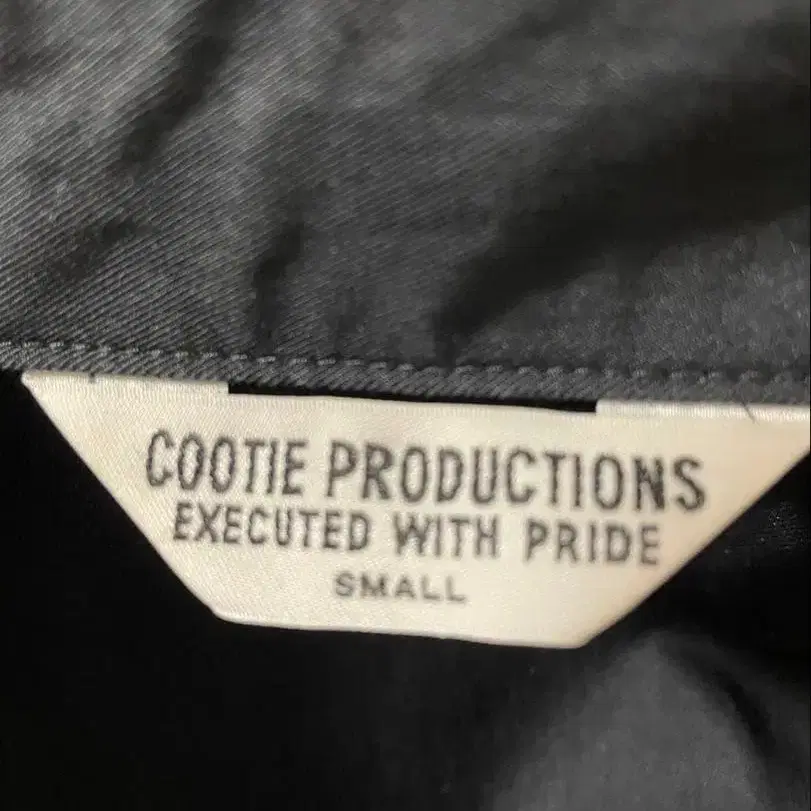 COOTIE PRODUCTIONS
EXECUTED WITH PRIDE
SMALL